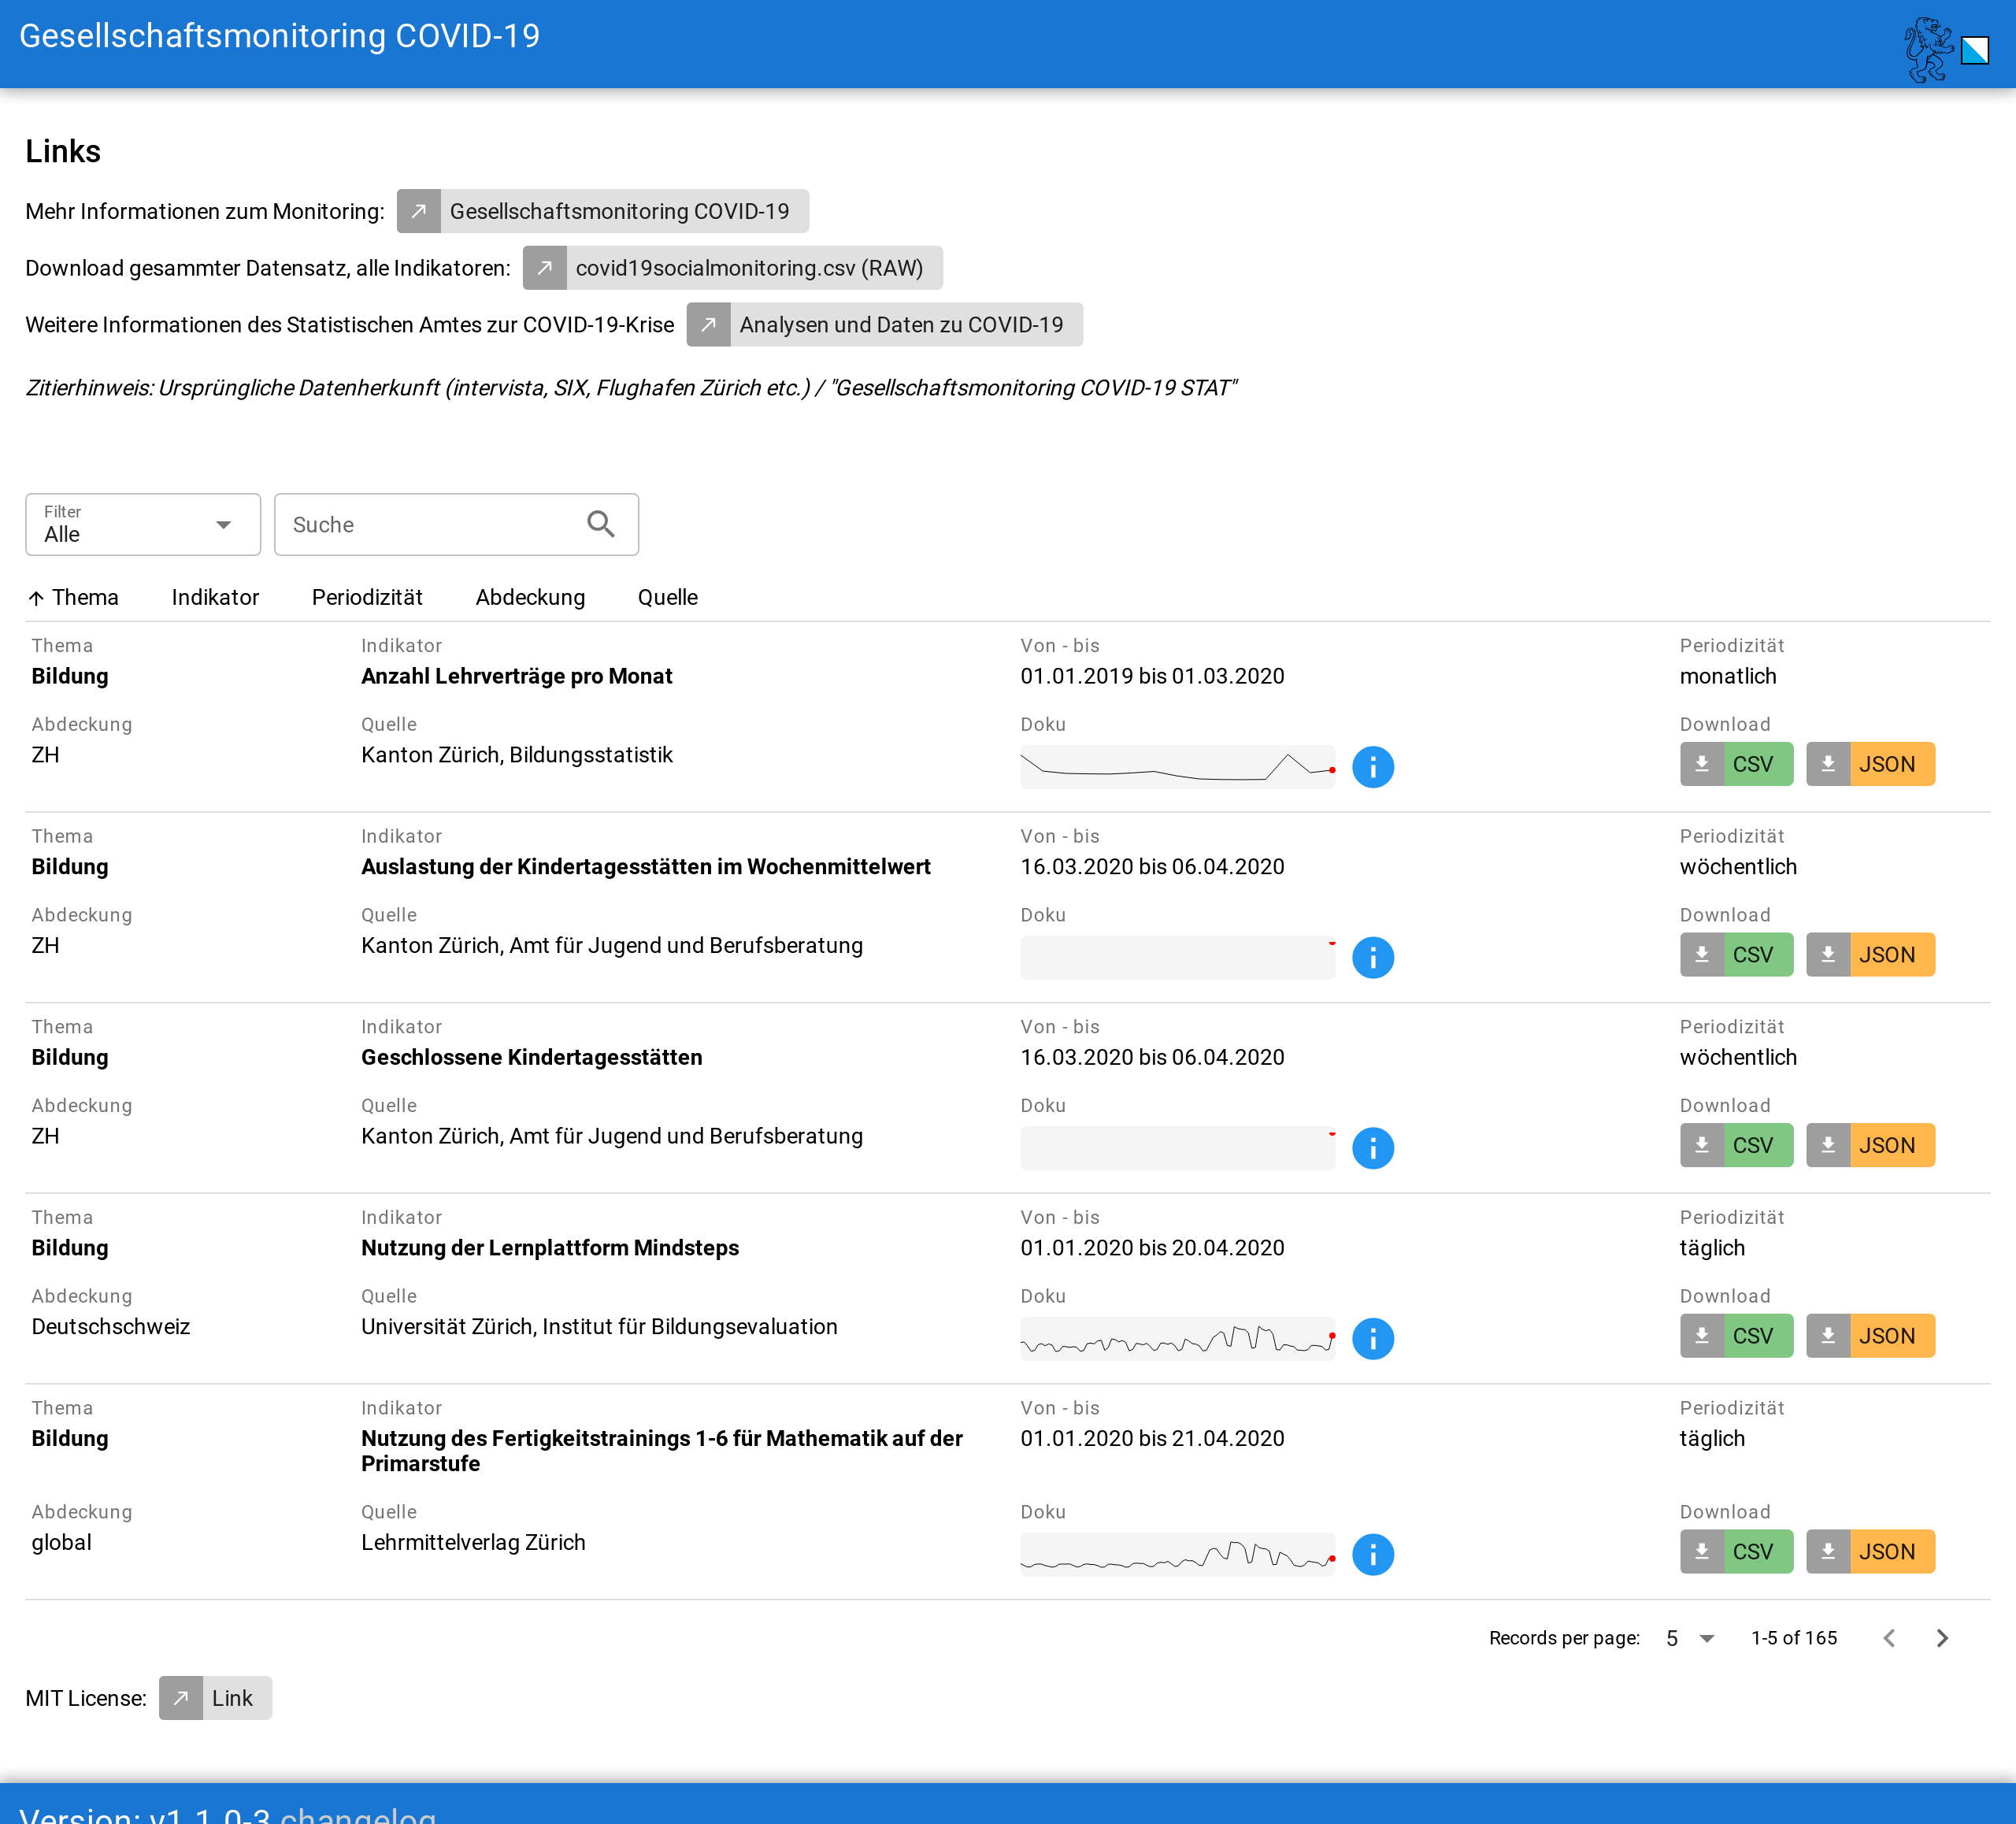 Gesellschaftsmonitoring COVID-19
Links
Mehr Informationen zum Monitoring: Gesellschaftsmonitoring COVID-19
Download gesammter Datensatz, alle Indikatoren: covid19socialmonitoring.csv (RAW)
Weitere Informationen des Statistischen Amtes zur COVID-19-Krise Analysen und Daten zu COVID-19
Zitierhinweis: Ursprüngliche Datenherkunft (intervista, SIX, Flughafen Zürich etc.) / "Gesellschaftsmonitoring COVID-19 STAT"
Filter
Alle
Suche
Thema Indikator Periodizität Abdeckung Quelle
Thema Indikator Von - bis Periodizität
Bildung Anzahl Lehrverträge pro Monat 01.01.2019 bis 01.03.2020 monatlich
Abdeckung Quelle Doku Download
ZH Kanton Zürich, Bildungsstatistik CSV JSON
Thema Indikator Von - bis Periodizität
Bildung Auslastung der Kindertagesstätten im Wochenmittelwert 16.03.2020 bis 06.04.2020 wöchentlich
Abdeckung Quelle Doku Download
ZH Kanton Zürich, Amt für Jugend und Berufsberatung CSV JSON
Thema Indikator Von - bis Periodizität
Bildung Geschlossene Kindertagesstätten 16.03.2020 bis 06.04.2020 wöchentlich
Abdeckung Quelle Doku Download
ZH Kanton Zürich, Amt für Jugend und Berufsberatung CSV JSON
Thema Indikator Von - bis Periodizität
Bildung Nutzung der Lernplattform Mindsteps 01.01.2020 bis 20.04.2020 täglich
Abdeckung Quelle Doku Download
Deutschschweiz Universität Zürich, Institut für Bildungsevaluation CSV JSON
Thema Indikator Von - bis Periodizität
Bildung Nutzung des Fertigkeitstrainings 1-6 für Mathematik auf der 01.01.2020 bis 21.04.2020 täglich
Primarstufe
Abdeckung Quelle Doku Download
global Lehrmittelverlag Zürich CSV JSON
Records per page: 5 1-5 of 165
MIT License: Link
Version: v1.1.0-3 changelog